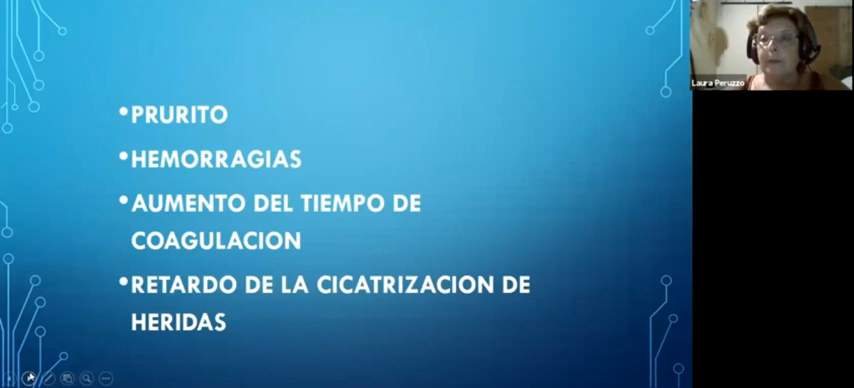 •PRURITO
•HEMORRAGIAS
•AUMENTO DEL TIEMPO DE
COAGULACION
•RETARDO DE LA CICATRIZACION DE
HERIDAS
Laura Peruzzo